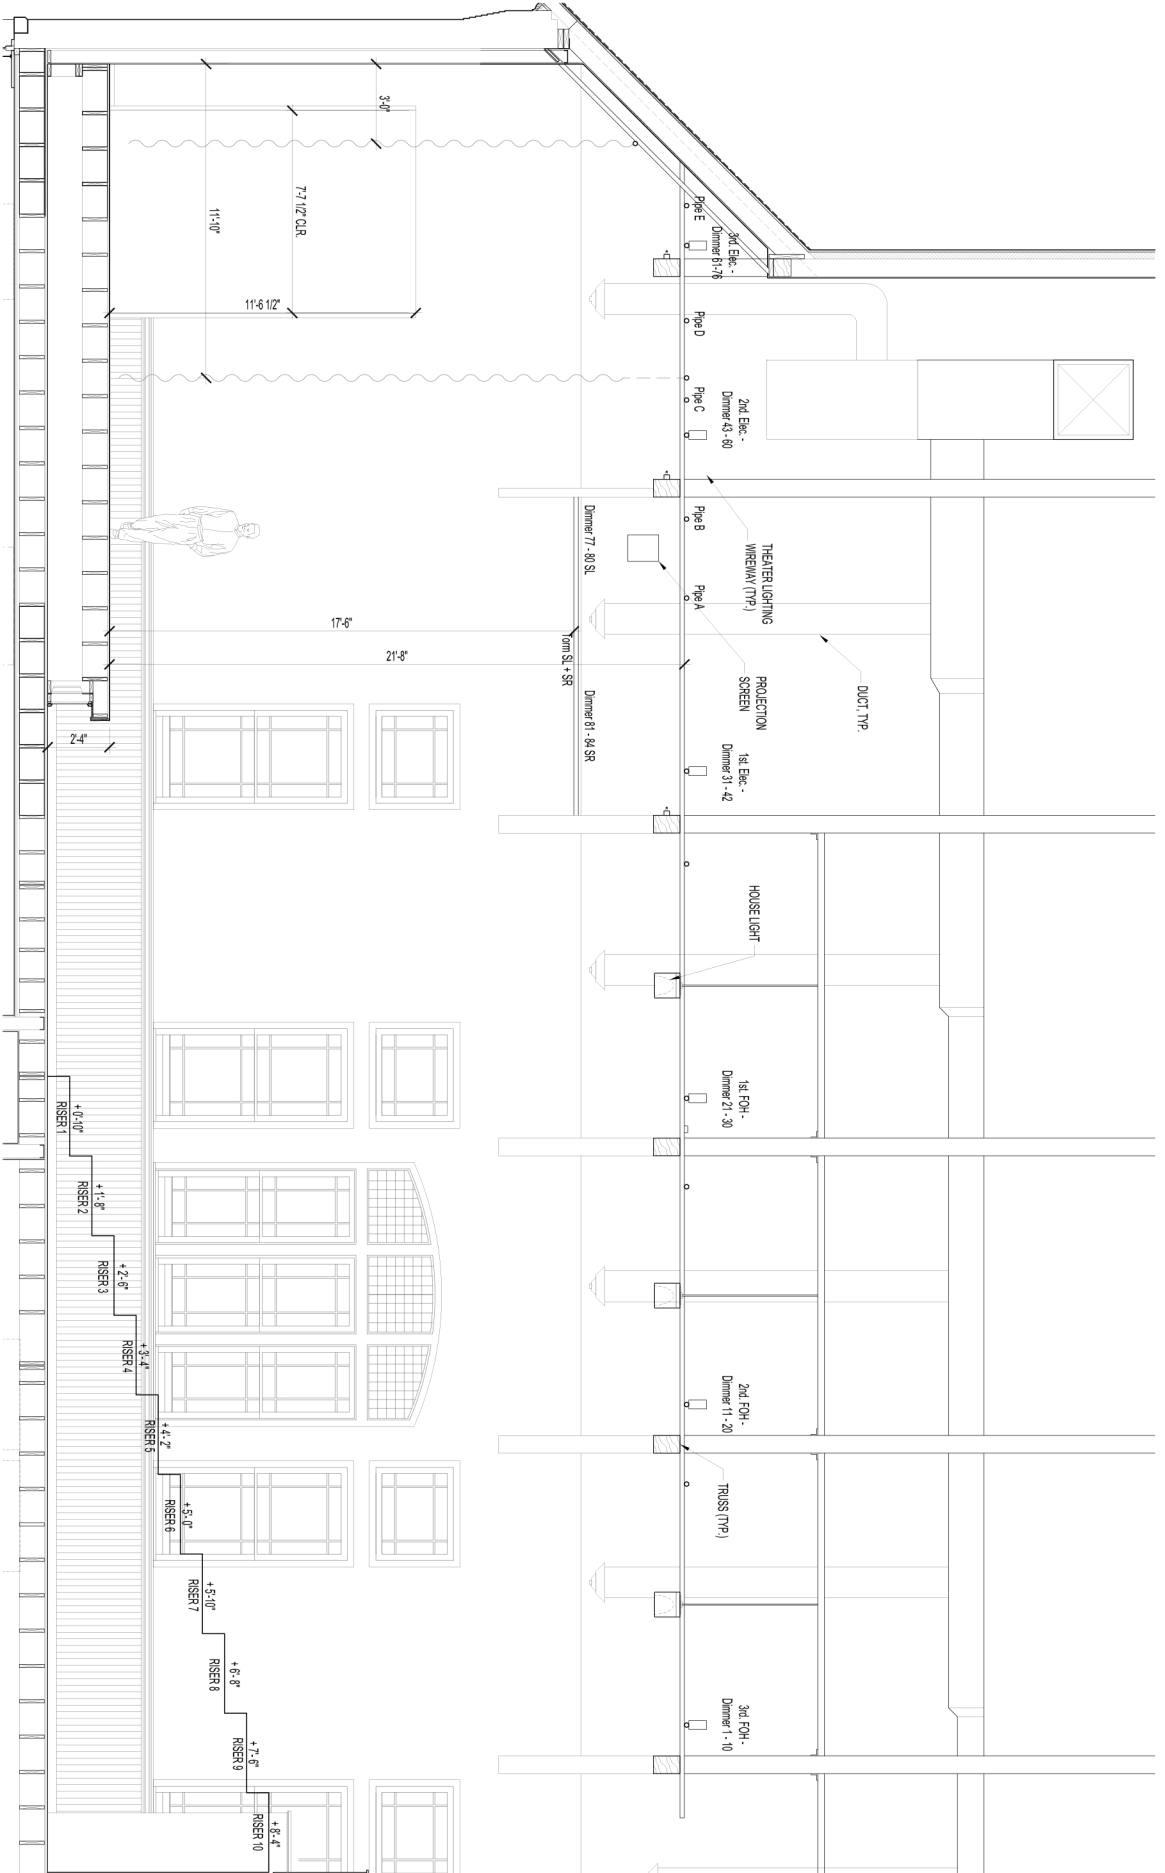 Pipe E
3rd. Elec. -
Dimmer 61-76
Pipe D
Pipe C
2nd. Elec. -
Dimmer 43 - 60
Pipe B
THEATER LIGHTING
WIREWAY (TYP.)
Pipe A
PROJECTION
SCREEN
DUCT, TYP.
1st. Elec. -
Dimmer 31 - 42
HOUSE LIGHT
1st. FOH -
Dimmer 21 - 30
2nd. FOH -
Dimmer 11 - 20
TRUSS (TYP.)
3rd. FOH -
Dimmer 1 - 10
Dimmer 77 - 80 SL
Torm SL + SR
Dimmer 81 - 84 SR
3'-0"
7'-7 1/2" CLR.
11'-10"
11'-6 1/2"
17'-6"
21'-8"
2'-4"
+ 0'-10"
RISER 1
+ 1'- 8"
RISER 2
+ 2'- 6"
RISER 3
+ 3'- 4"
RISER 4
+ 4'- 2"
RISER 5
+ 5'- 0"
RISER 6
+ 5'-10"
RISER 7
+ 6'- 8"
RISER 8
+ 7'- 6"
RISER 9
+ 8'- 4"
RISER 10